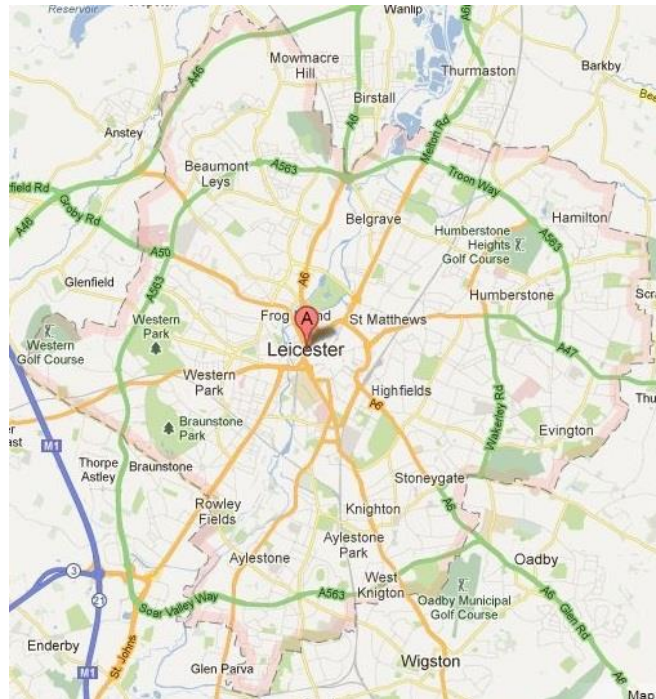 Reservoir
Wanlip
A46
A6
Mowmacre
Hill
Thurmaston
Barkby
Birstall
Anstey
Melton Rd
A6
Beaumont
Leys
A563
Troon Way
Groby Rd
A46
Belgrave
Humberstone
Heights
Golf Course
Hamilton
A563
A50
A563
Glenfield
A6
Humberstone
Western
Park
St Matthews
A
Leicester
Western
Golf Course
A47
Western
Park
Highfields
A6
Wakerley Rd
Braunstone
Park
Evington
M1
Thorpe
Astley
Braunstone
Stoneygate
A6
Rowley
Fields
Knighton
Aylestone
Park
Aylestone
Oadby
3
West
Knighton
21
A563
Soar Valley Way
Oadby Municipal
Golf Course
A6
Glen Rd
Enderby
St. Johns
Wigston
M1
Glen Parva
A6